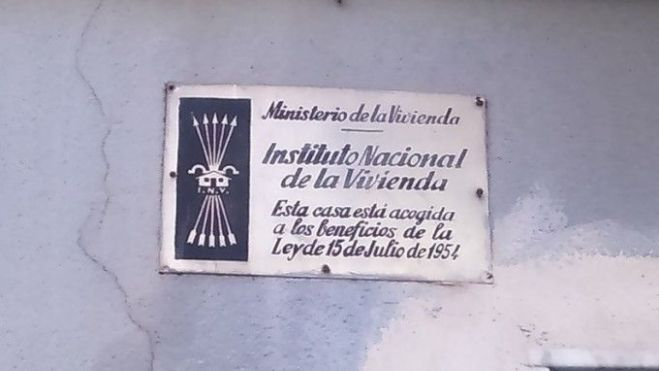 Ministerio de la Vivienda
Instituto Nacional
de la Vivienda
I.N.V.
Esta casa está acogida
a los beneficios de la
Ley de 15 de Julio de 1954